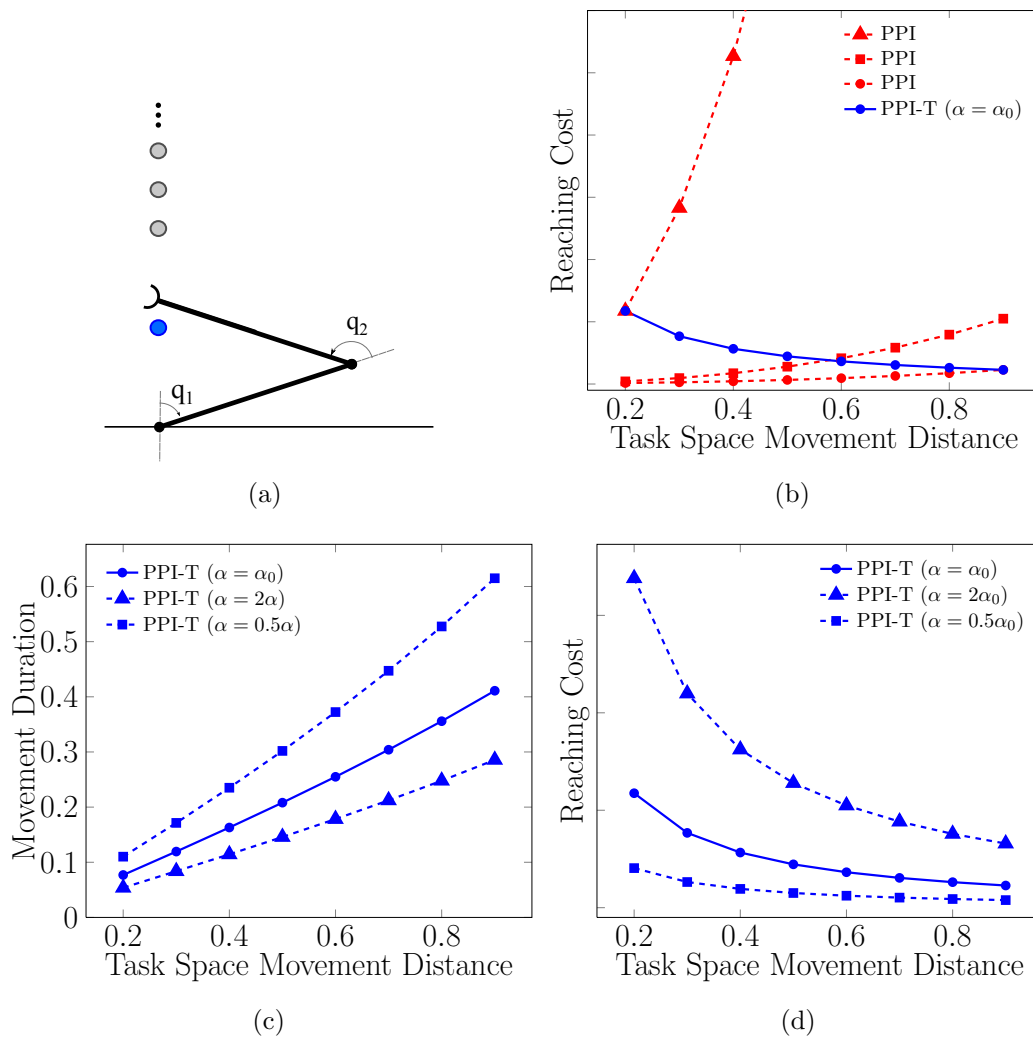 q₂
q₁
(a)
Reaching Cost
PPI
PPI
PPI
PPI-T (α = α₀)
0.2 0.4 0.6 0.8
Task Space Movement Distance
(b)
Movement Duration
0.6
0.5
0.4
0.3
0.2
0.1
0
PPI-T (α = α₀)
PPI-T (α = 2α)
PPI-T (α = 0.5α)
0.2 0.4 0.6 0.8
Task Space Movement Distance
(c)
Reaching Cost
PPI-T (α = α₀)
PPI-T (α = 2α₀)
PPI-T (α = 0.5α₀)
0.2 0.4 0.6 0.8
Task Space Movement Distance
(d)